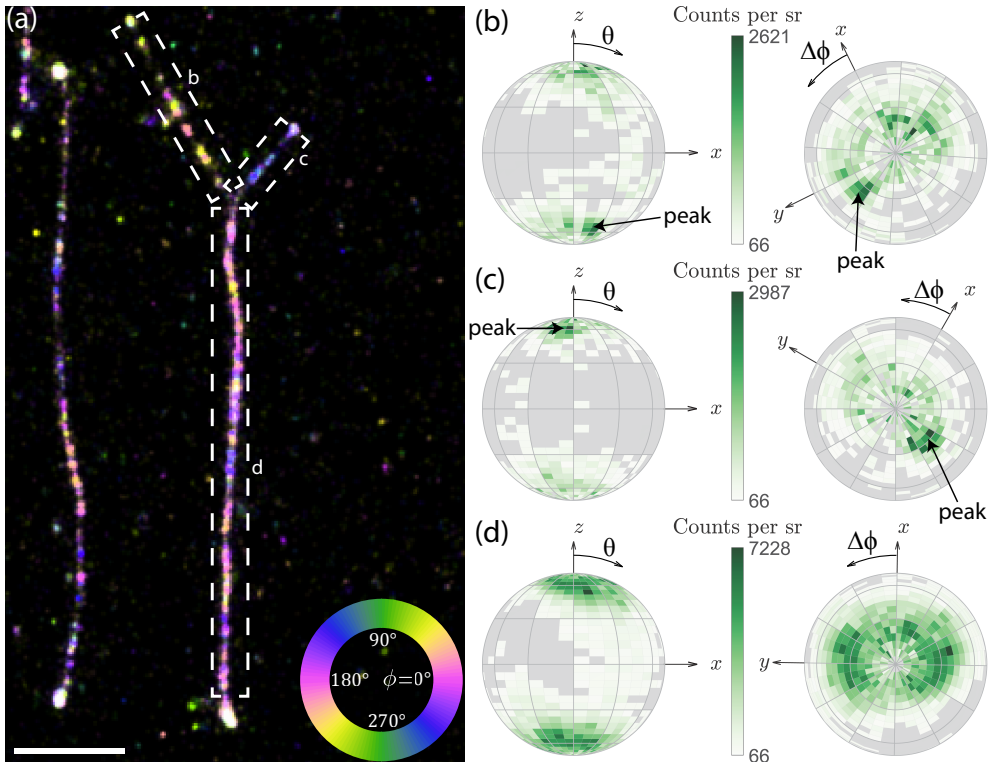 (a)
b
c
d
90°
180° ϕ=0°
270°
(b)
z
θ
x
peak
Counts per sr
2621
66
Δϕ
x
y
peak
(c)
z
θ
x
peak
Counts per sr
2987
66
Δϕ
x
y
peak
(d)
z
θ
x
Counts per sr
7228
66
Δϕ
x
y